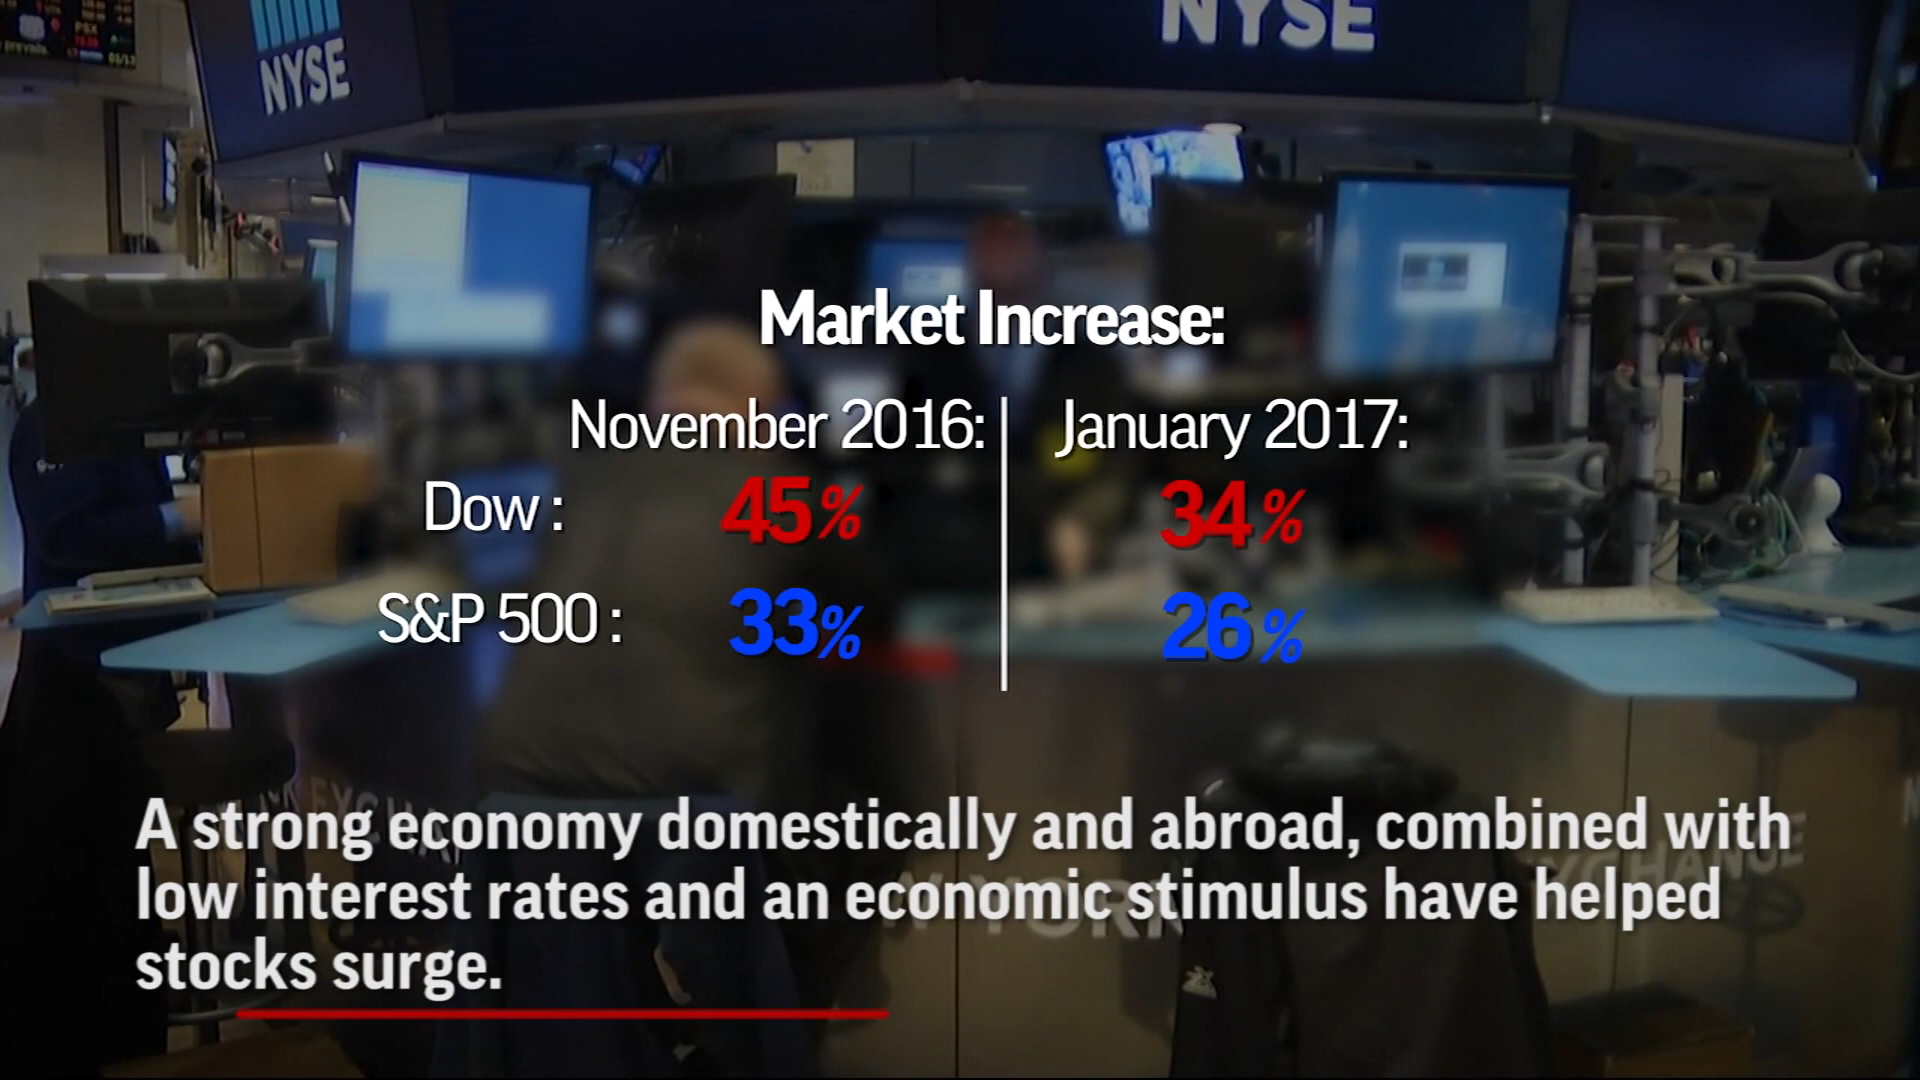 NYSE
NYSE
Market Increase:
November 2016: January 2017:
Dow : 45% 34%
S&P 500 : 33% 26%
A strong economy domestically and abroad, combined with
low interest rates and an economic stimulus have helped
stocks surge.